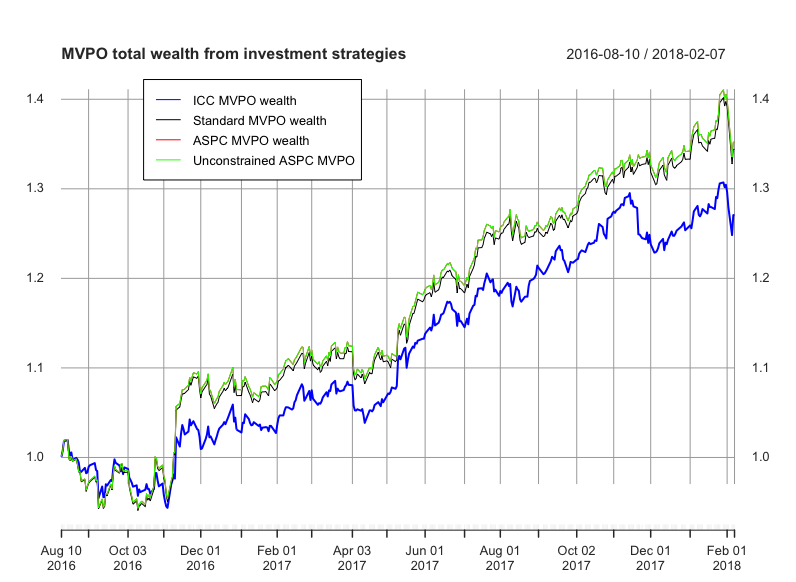 MVPO total wealth from investment strategies 2016-08-10 / 2018-02-07
ICC MVPO wealth
Standard MVPO wealth
ASPC MVPO wealth
Unconstrained ASPC MVPO
1.4 1.4
1.3 1.3
1.2 1.2
1.1 1.1
1.0 1.0
Aug 10 Oct 03 Dec 01 Feb 01 Apr 03 Jun 01 Aug 01 Oct 02 Dec 01 Feb 01
2016 2016 2016 2017 2017 2017 2017 2017 2017 2018